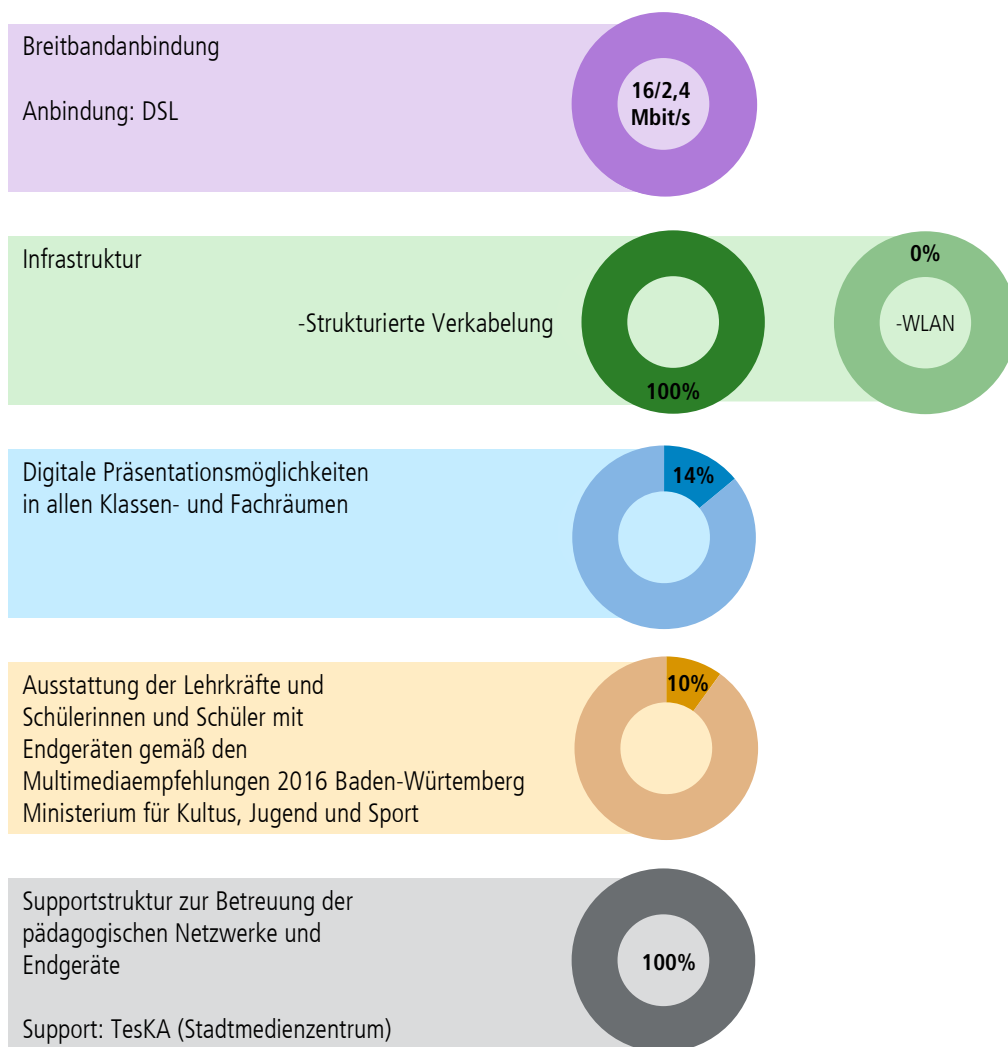 Breitbandanbindung
Anbindung: DSL
16/2,4
Mbit/s
Infrastruktur
-Strukturierte Verkabelung
100%
0%
-WLAN
Digitale Präsentationsmöglichkeiten
in allen Klassen- und Fachräumen
14%
Ausstattung der Lehrkräfte und
Schülerinnen und Schüler mit
Endgeräten gemäß den
Multimediaempfehlungen 2016 Baden-Würtemberg
Ministerium für Kultus, Jugend und Sport
10%
Supportstruktur zur Betreuung der
pädagogischen Netzwerke und
Endgeräte
100%
Support: TesKA (Stadtmedienzentrum)